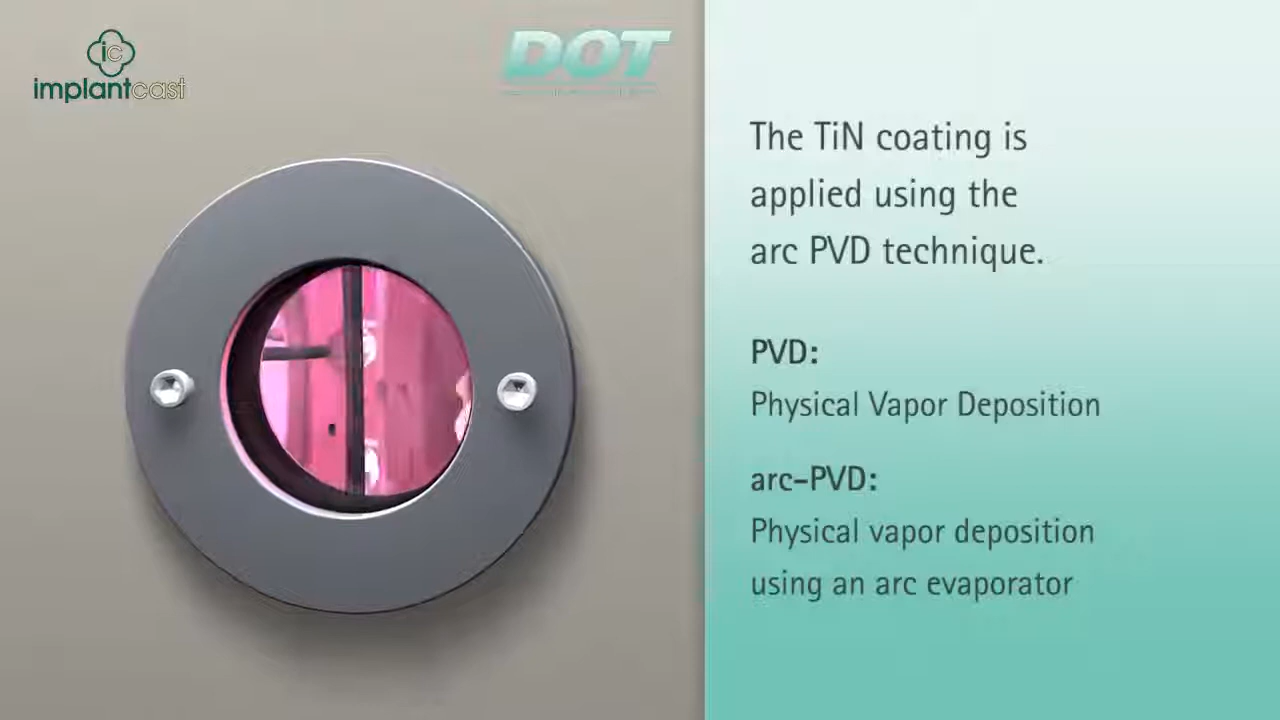 ic
implantcast
DOT
The TiN coating is
applied using the
arc PVD technique.
PVD:
Physical Vapor Deposition
arc-PVD:
Physical vapor deposition
using an arc evaporator